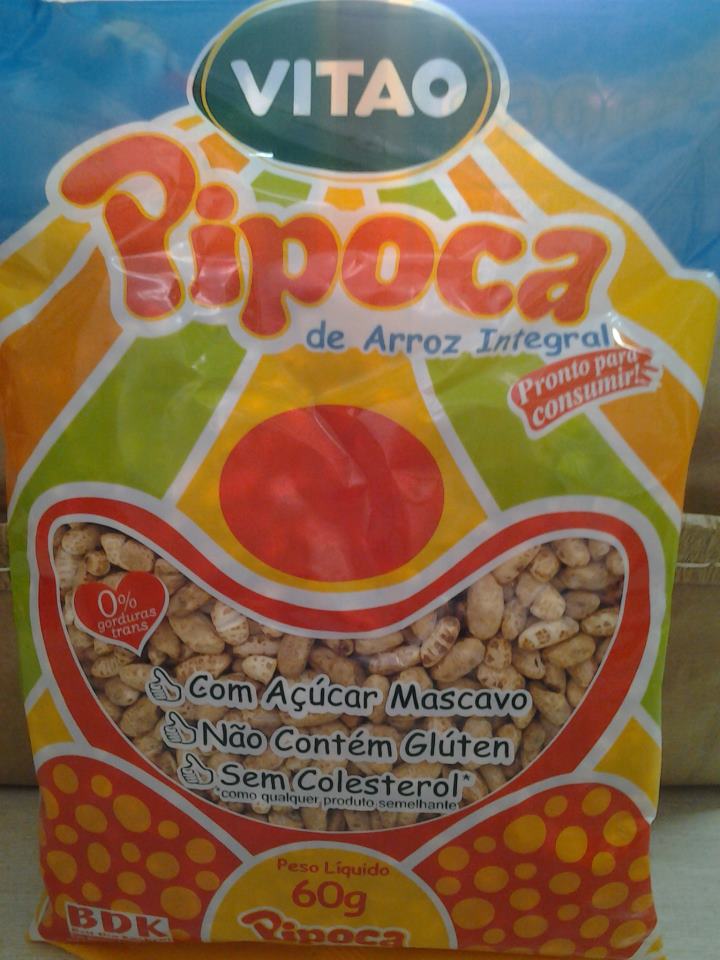 VITAO
Pipoca
de Arroz Integral
Pronto para
consumir!
0%
gorduras
trans
Com Açúcar Mascavo
Não Contém Glúten
Sem Colesterol*
*como qualquer produto semelhante
Peso Líquido
60g
BDK
Pipoca